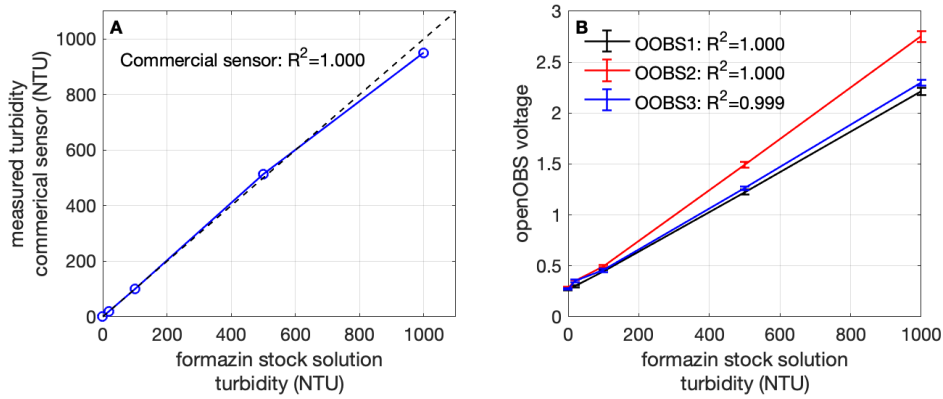 A
Commercial sensor: R²=1.000
1000
800
600
400
200
0
0 200 400 600 800 1000
measured turbidity
commerical sensor (NTU)
formazin stock solution
turbidity (NTU)
B
OOBS1: R²=1.000
OOBS2: R²=1.000
OOBS3: R²=0.999
3
2.5
2
1.5
1
0.5
0
0 200 400 600 800 1000
openOBS voltage
formazin stock solution
turbidity (NTU)